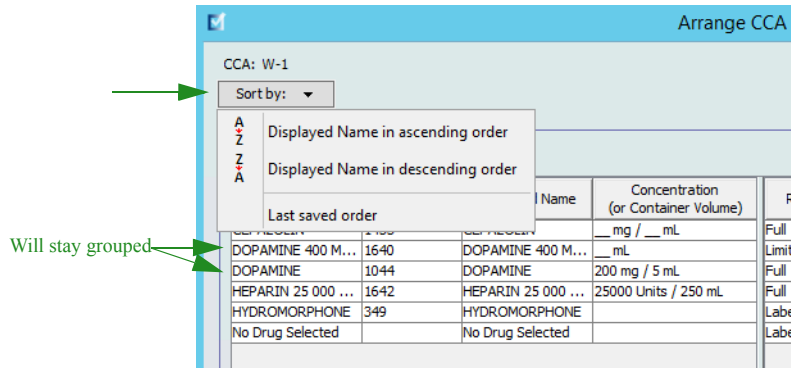 Arrange CCA
CCA: W-1
Sort by:
A Z Displayed Name in ascending order
Z A Displayed Name in descending order
Last saved order
Name Concentration (or Container Volume)
__ mg / __ mL Full
Will stay grouped
DOPAMINE 400 M... 1640 DOPAMINE 400 M... __ mL Limit
DOPAMINE 1044 DOPAMINE 200 mg / 5 mL Full
HEPARIN 25 000 ... 1642 HEPARIN 25 000 ... 25000 Units / 250 mL Full
HYDROMORPHONE 349 HYDROMORPHONE Labe
No Drug Selected No Drug Selected Labe